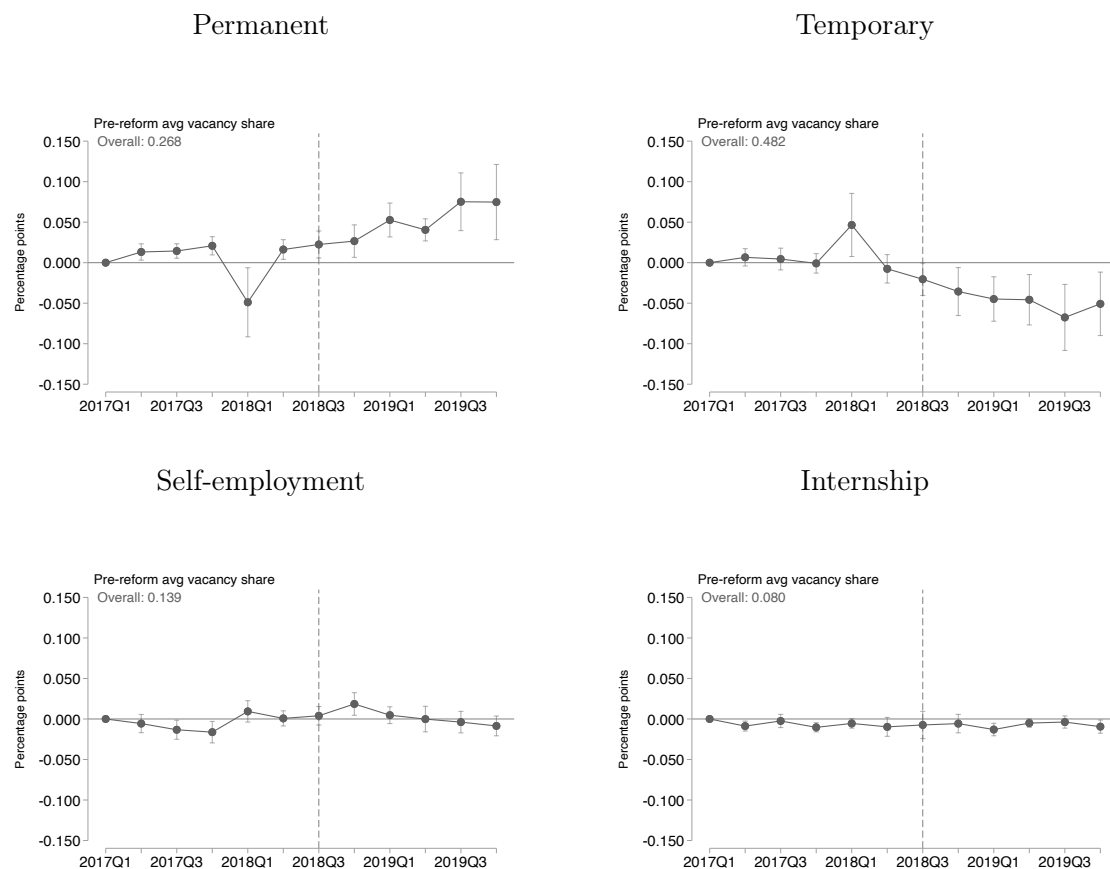 Permanent
Pre-reform avg vacancy share
Overall: 0.268
0.150
0.100
0.050
0.000
-0.050
-0.100
-0.150
Percentage points
2017Q1 2017Q3 2018Q1 2018Q3 2019Q1 2019Q3
Temporary
Pre-reform avg vacancy share
Overall: 0.482
0.150
0.100
0.050
0.000
-0.050
-0.100
-0.150
Percentage points
2017Q1 2017Q3 2018Q1 2018Q3 2019Q1 2019Q3
Self-employment
Pre-reform avg vacancy share
Overall: 0.139
0.150
0.100
0.050
0.000
-0.050
-0.100
-0.150
Percentage points
2017Q1 2017Q3 2018Q1 2018Q3 2019Q1 2019Q3
Internship
Pre-reform avg vacancy share
Overall: 0.080
0.150
0.100
0.050
0.000
-0.050
-0.100
-0.150
Percentage points
2017Q1 2017Q3 2018Q1 2018Q3 2019Q1 2019Q3